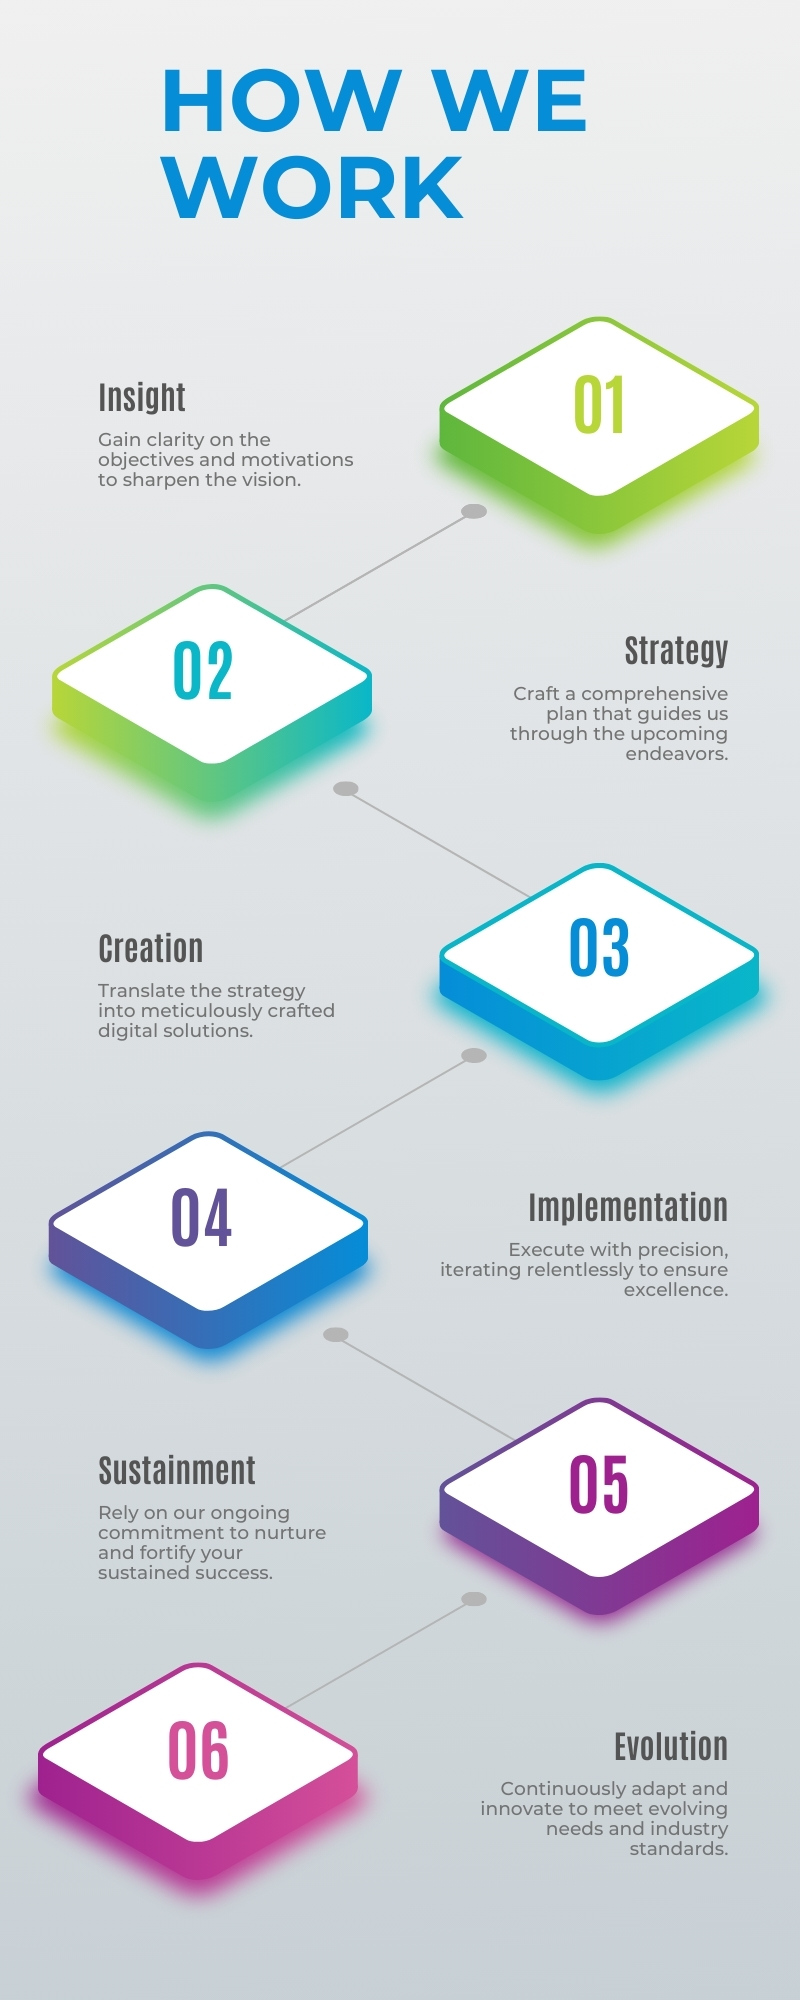 HOW WE
WORK
01
Insight
Gain clarity on the
objectives and motivations
to sharpen the vision.
02
Strategy
Craft a comprehensive
plan that guides us
through the upcoming
endeavors.
03
Creation
Translate the strategy
into meticulously crafted
digital solutions.
04
Implementation
Execute with precision,
iterating relentlessly to ensure
excellence.
05
Sustainment
Rely on our ongoing
commitment to nurture
and fortify your
sustained success.
06
Evolution
Continuously adapt and
innovate to meet evolving
needs and industry
standards.